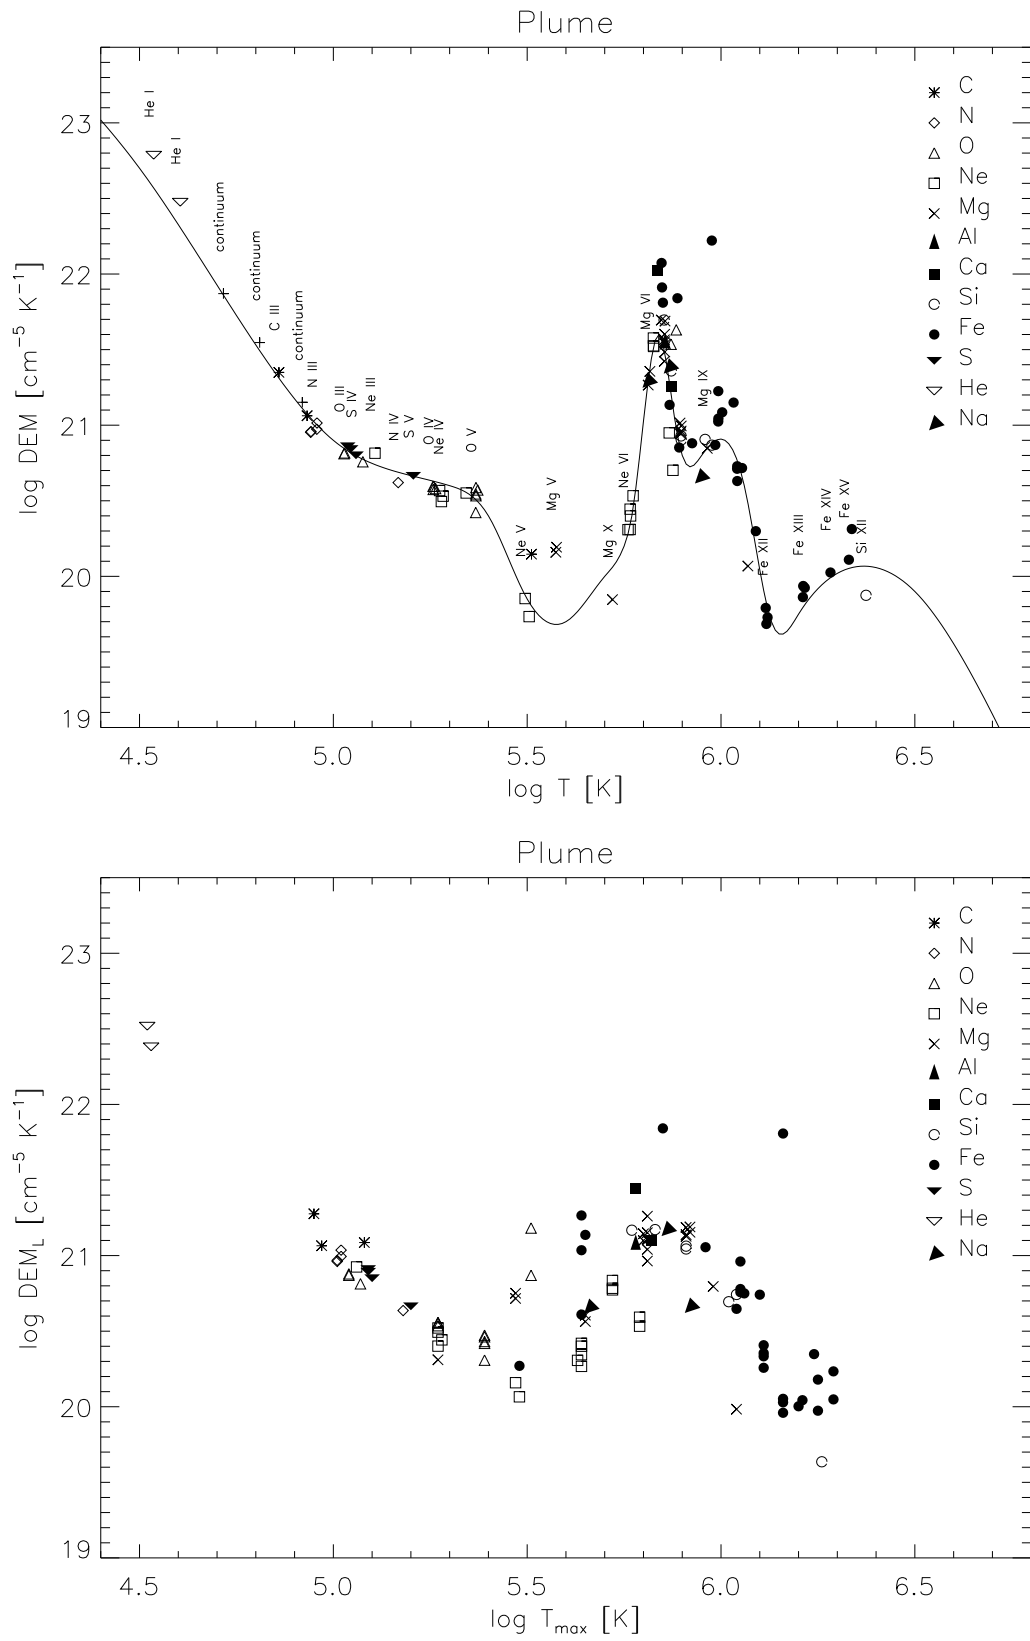 Plume
log DEM [cm⁻⁵ K⁻¹]
23
22
21
20
19
He I
He I
continuum
continuum
C III
continuum
N III
O III
S IV
Ne III
N IV
S V
O IV
Ne IV
O V
Ne V
Mg V
Mg X
Ne VI
Mg VI
Mg IX
Fe XII
Fe XIII
Fe XIV
Fe XV
Si XII
C
N
O
Ne
Mg
Al
Ca
Si
Fe
S
He
Na
4.5 5.0 5.5 6.0 6.5
log T [K]
Plume
log DEM_L [cm⁻⁵ K⁻¹]
23
22
21
20
19
C
N
O
Ne
Mg
Al
Ca
Si
Fe
S
He
Na
4.5 5.0 5.5 6.0 6.5
log T_max [K]